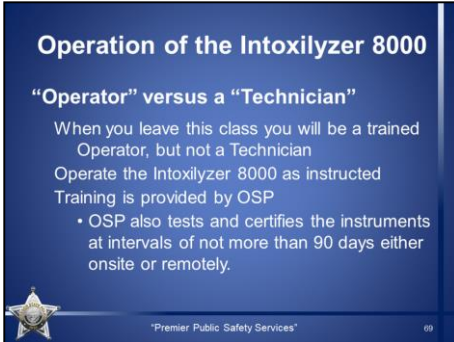 Operation of the Intoxilyzer 8000
“Operator” versus a “Technician”
When you leave this class you will be a trained
Operator, but not a Technician
Operate the Intoxilyzer 8000 as instructed
Training is provided by OSP
• OSP also tests and certifies the instruments
at intervals of not more than 90 days either
onsite or remotely.
“Premier Public Safety Services”
69